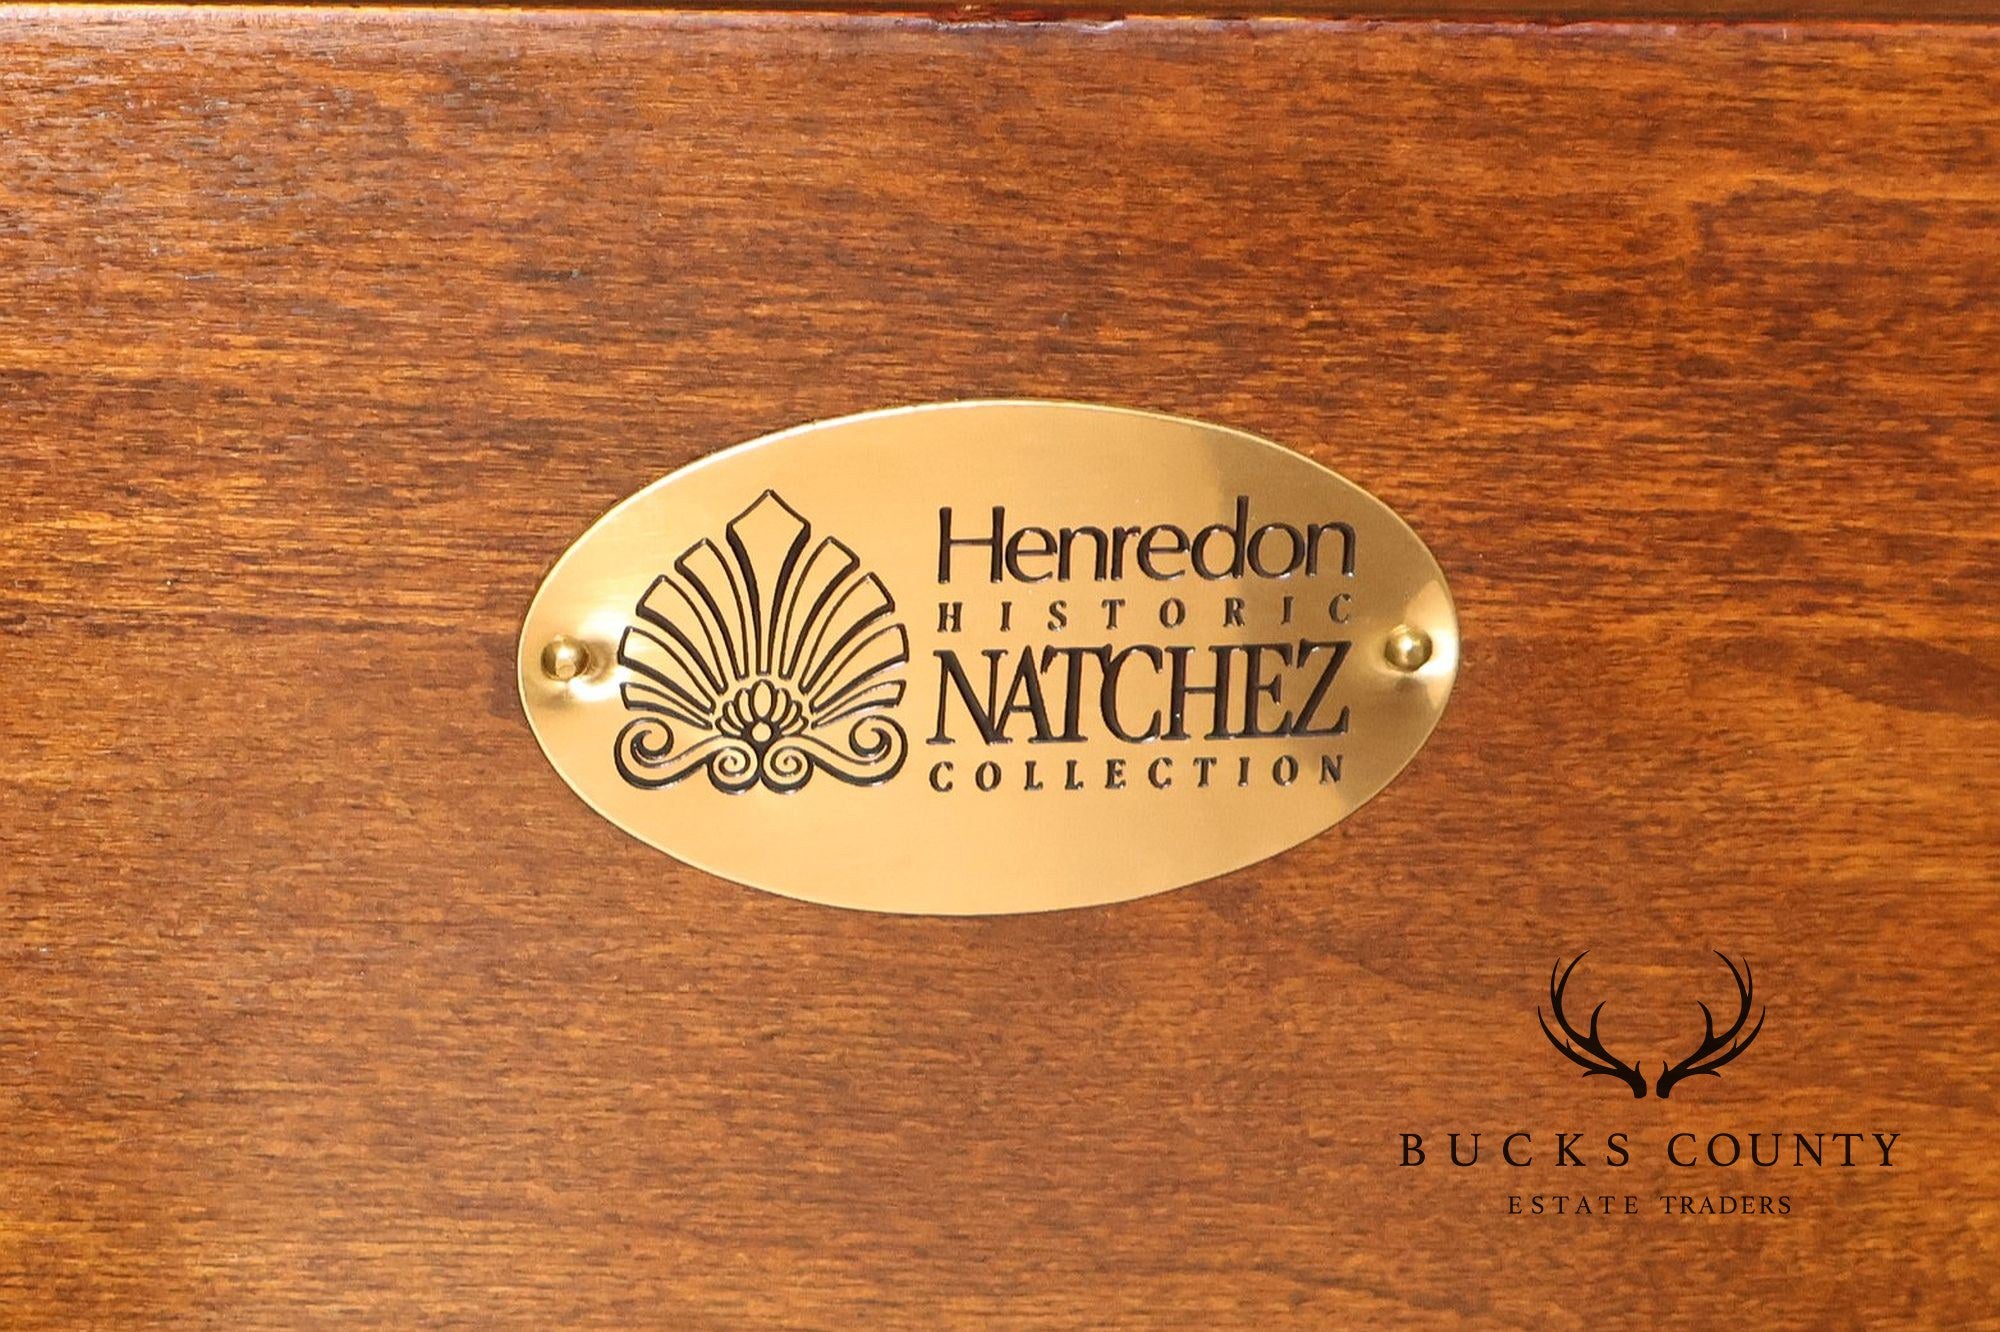 Henredon
HISTORIC
NATCHEZ
COLLECTION
BUCKS COUNTY
ESTATE TRADERS